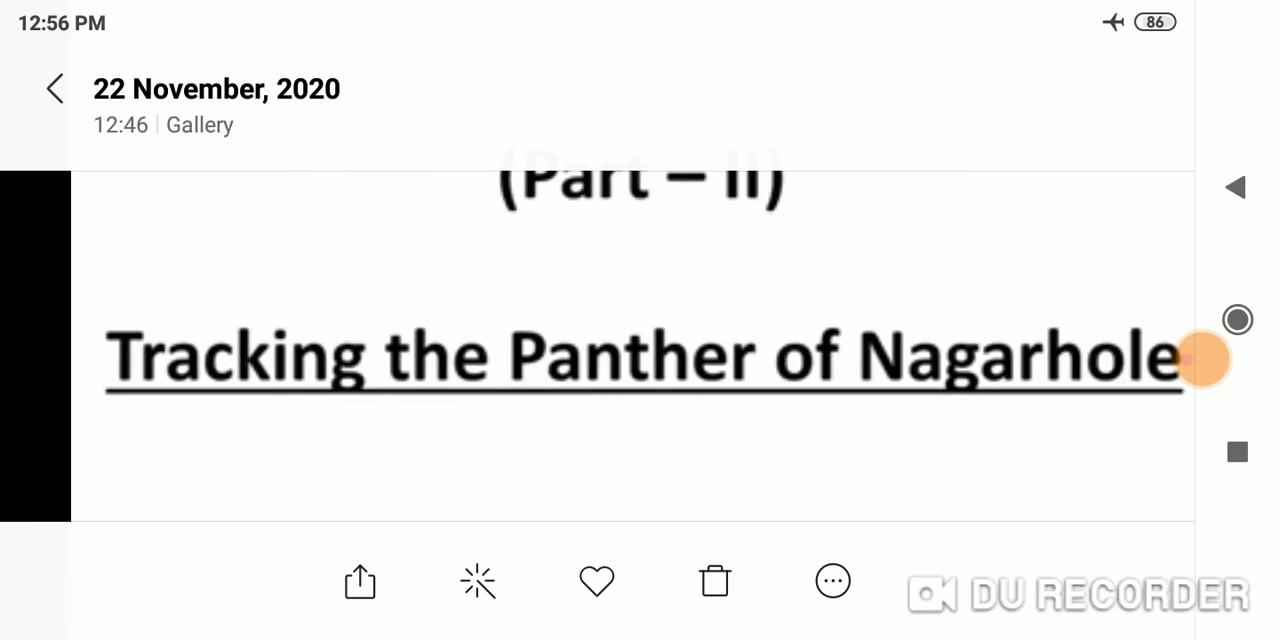 12:56 PM
86
22 November, 2020
12:46 | Gallery
(Part – II)
Tracking the Panther of Nagarhole
DU RECORDER